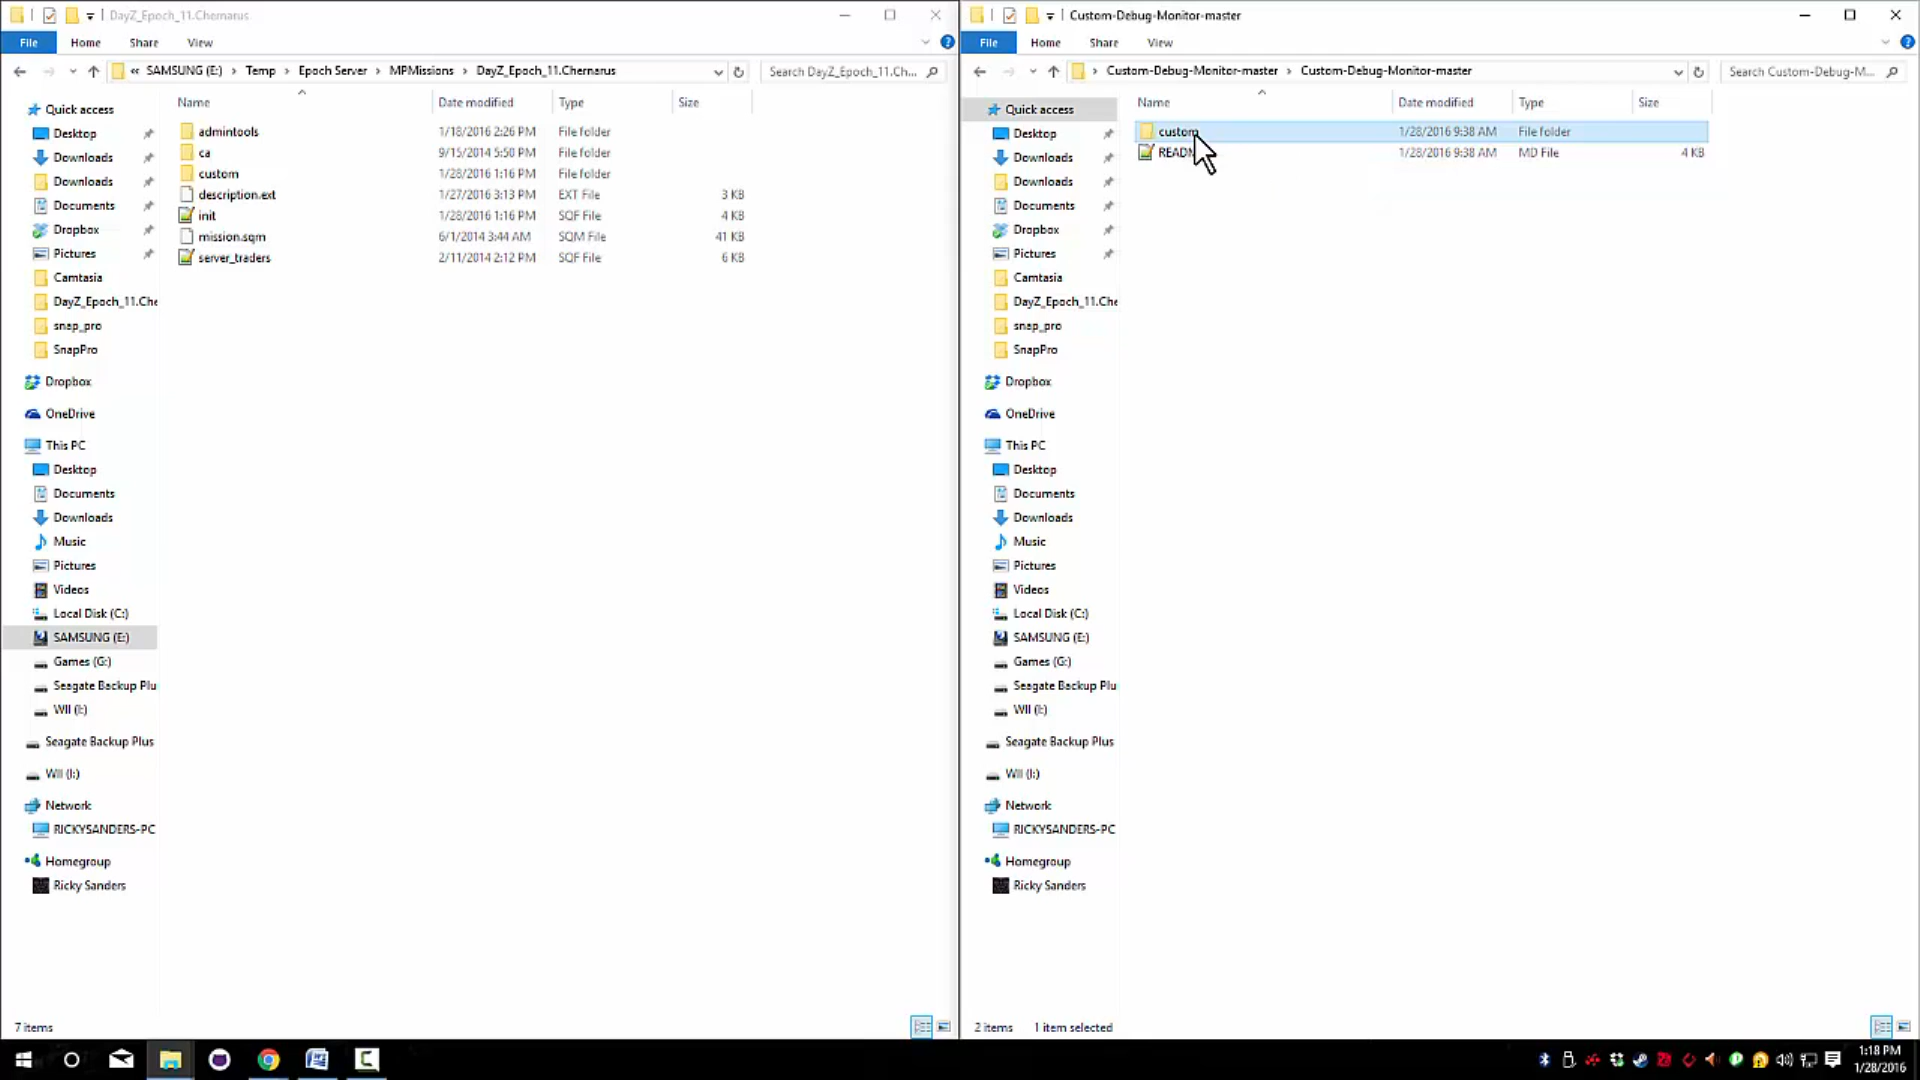 DayZ_Epoch_11.Chernarus
File Home Share View
« SAMSUNG (E:) > Temp > Epoch Server > MPMissions > DayZ_Epoch_11.Chernarus
Search DayZ_Epoch_11.Ch...
Name Date modified Type Size
admintools 1/18/2016 2:26 PM File folder
ca 9/15/2014 5:50 PM File folder
custom 1/28/2016 1:16 PM File folder
description.ext 1/27/2016 3:13 PM EXT File 3 KB
init 1/28/2016 1:16 PM SQF File 4 KB
mission.sqm 6/1/2014 3:44 AM SQM File 41 KB
server_traders 2/11/2014 2:12 PM SQF File 6 KB
Quick access
Desktop
Downloads
Downloads
Documents
Dropbox
Pictures
Camtasia
DayZ_Epoch_11.Che
snap_pro
SnapPro
Dropbox
OneDrive
This PC
Desktop
Documents
Downloads
Music
Pictures
Videos
Local Disk (C:)
SAMSUNG (E:)
Games (G:)
Seagate Backup Plu
WII (I:)
Seagate Backup Plus
WII (I:)
Network
RICKYSANDERS-PC
Homegroup
Ricky Sanders
7 items
Custom-Debug-Monitor-master
File Home Share View
> Custom-Debug-Monitor-master > Custom-Debug-Monitor-master
Search Custom-Debug-M...
Name Date modified Type Size
custom 1/28/2016 9:38 AM File folder
1/28/2016 9:38 AM MD File 4 KB
Quick access
Desktop
Downloads
Downloads
Documents
Dropbox
Pictures
Camtasia
DayZ_Epoch_11.Che
snap_pro
SnapPro
Dropbox
OneDrive
This PC
Desktop
Documents
Downloads
Music
Pictures
Videos
Local Disk (C:)
SAMSUNG (E:)
Games (G:)
Seagate Backup Plu
WII (I:)
Seagate Backup Plus
WII (I:)
Network
RICKYSANDERS-PC
Homegroup
Ricky Sanders
2 items 1 item selected
1:18 PM
1/28/2016